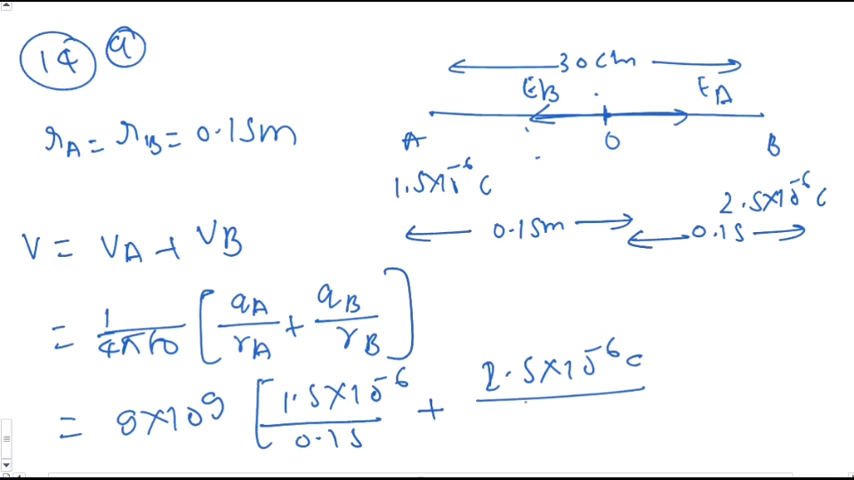 14 a
30 cm
EB EA
A O B
rA = rB = 0.15m
1.5×10⁻⁶ C
2.5×10⁻⁶ C
0.15m 0.15
V = VA + VB
= 1/4πϵ0 [qA/rA + qB/rB]
= 9×10⁹ [1.5×10⁻⁶/0.15 + 2.5×10⁻⁶ C